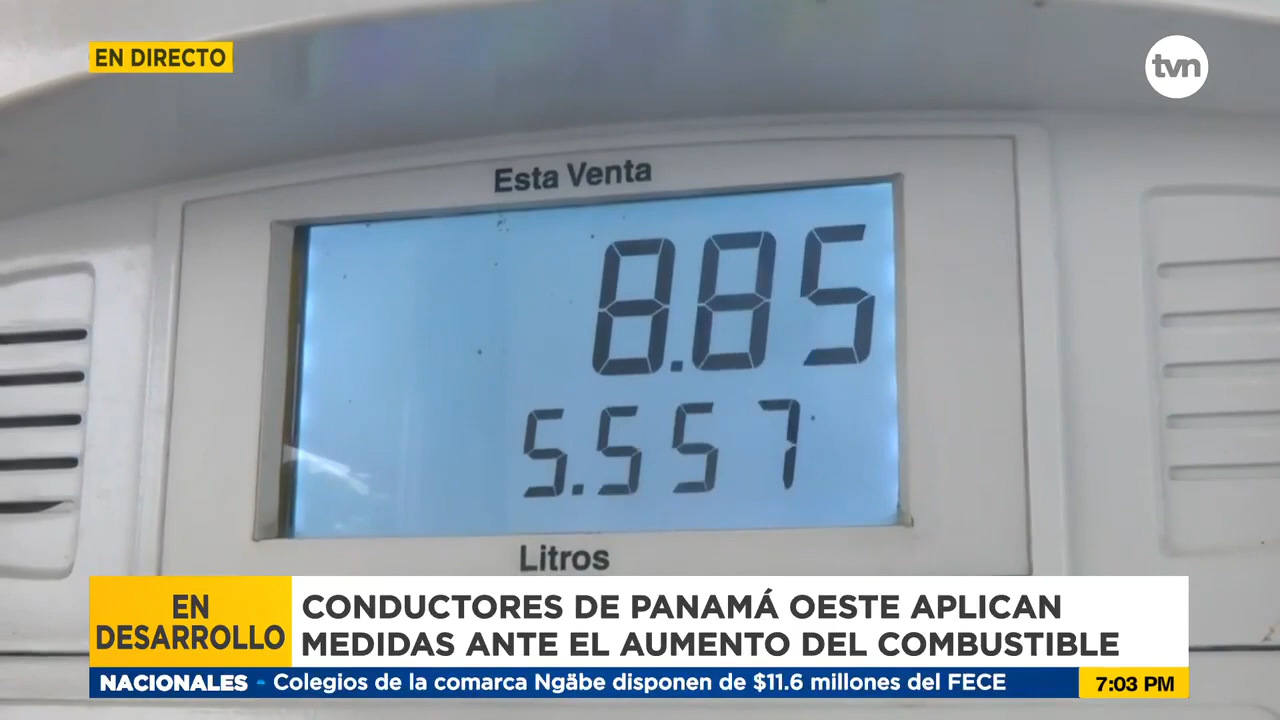 EN DIRECTO
tvn
Esta Venta
8.85
5.557
Litros
EN
DESARROLLO
CONDUCTORES DE PANAMÁ OESTE APLICAN
MEDIDAS ANTE EL AUMENTO DEL COMBUSTIBLE
NACIONALES - Colegios de la comarca Ngäbe disponen de $11.6 millones del FECE
7:03 PM